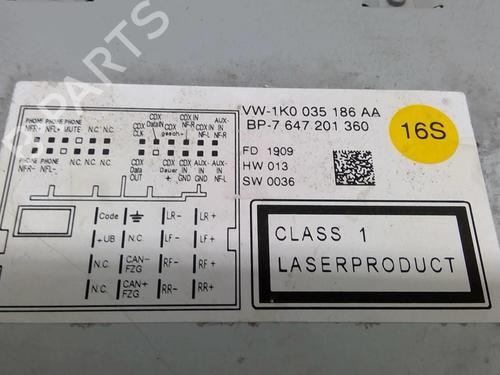 B-PARTS
VW-1K0 035 186 AA
BP-7 647 201 360
FD 1909
HW 013
SW 0036
16S
CLASS 1
LASERPRODUCT
PHONE PHONE PHONE
NFR+ NFL+ MUTE N.C. N.C.
PHONE PHONE
NFR- NFL- N.C. N.C. N.C.
CDX CLK
CDX DataIN
CDX gesch-
CDX IN NF-R
CDX IN NF-L
AUX-IN NF-R
CDX Data OUT
CDX Dauer +
CDX IN GND
AUX-IN GND
AUX-IN NF-L
Code LR- LR+
+UB N.C. LF- LF+
N.C. CAN- FZG RF- RF+
N.C. CAN+ FZG RR- RR+